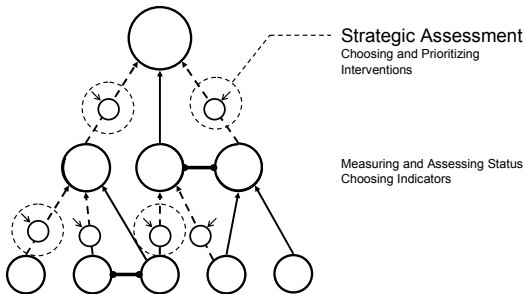 Strategic Assessment
Choosing and Prioritizing
Interventions
Measuring and Assessing Status
Choosing Indicators